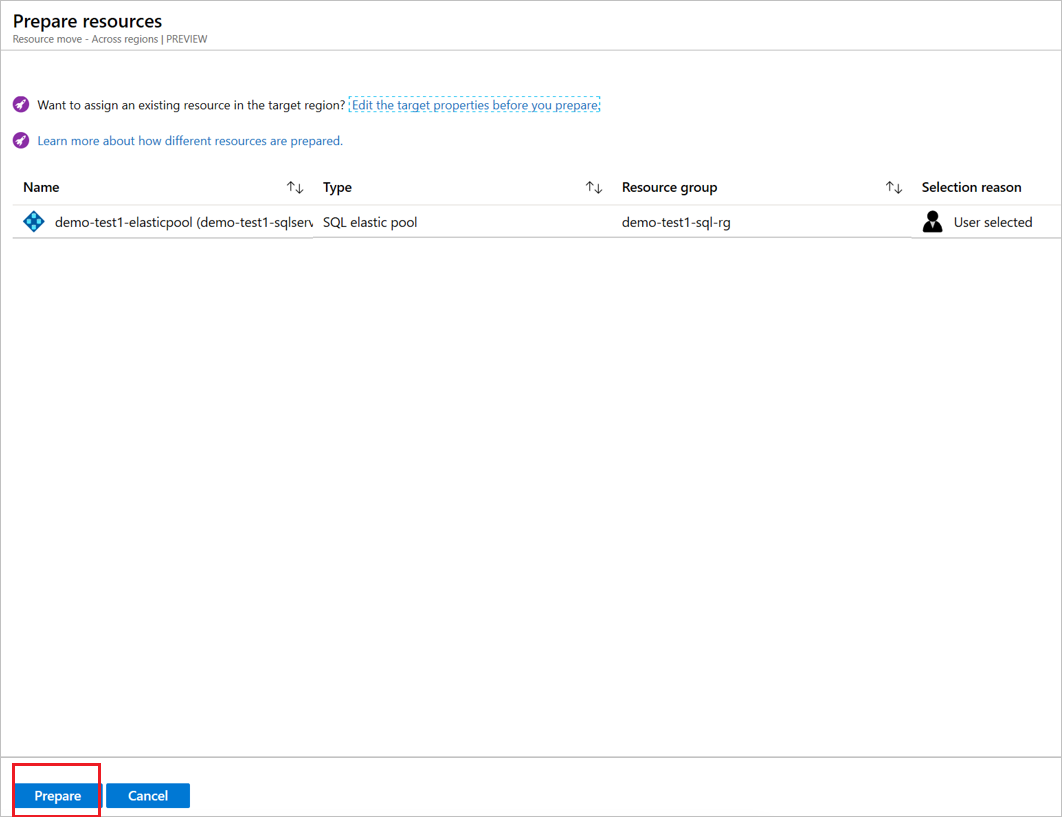 Prepare resources
Resource move - Across regions | PREVIEW
Want to assign an existing resource in the target region? Edit the target properties before you prepare.
Learn more about how different resources are prepared.
Name Type Resource group Selection reason
demo-test1-elasticpool (demo-test1-sqlserv SQL elastic pool demo-test1-sql-rg User selected
Prepare Cancel